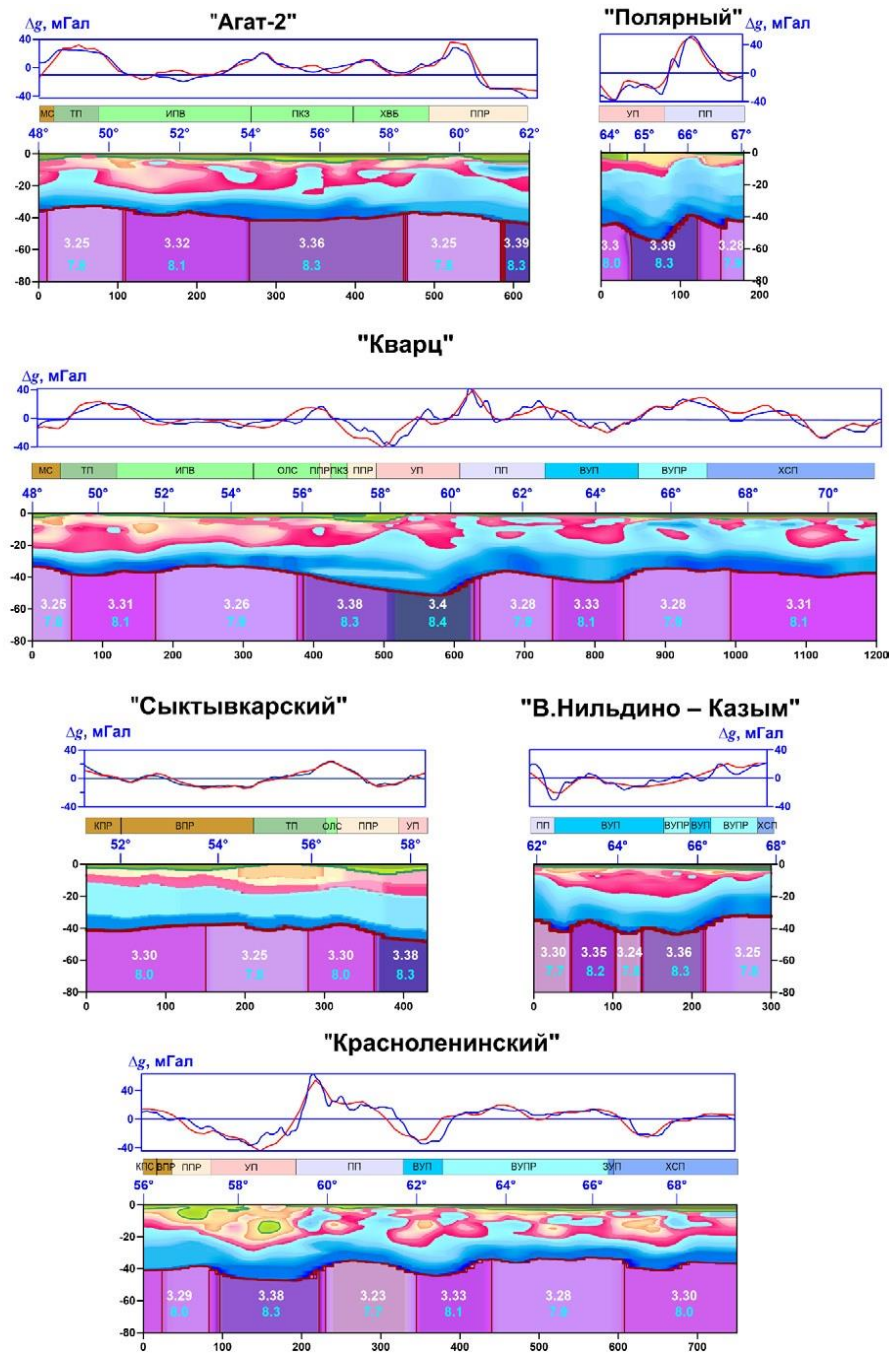 "Агат-2" "Полярный"
Δg, мГал Δg, мГал
40 40
0 0
-40 -40
МС ТП ИПВ ПКЗ ХВБ ППР УП ПП
48° 50° 52° 54° 56° 58° 60° 62° 64° 65° 66° 67°
0 0
-20 -20
-40 -40
-60 -60
-80 -80
3.25 3.32 3.36 3.25 3.39 3.3 3.39 3.28
8.1 8.3 8.3 8.0 8.3
0 100 200 300 400 500 600 0 100 200
"Кварц"
Δg, мГал
40
0
-40
МС ТП ИПВ ОЛС ППР ПКЗ ППР УП ПП ВУП ВУПР ХСП
48° 50° 52° 54° 56° 58° 60° 62° 64° 66° 68° 70°
0
-20
-40
-60
-80
3.25 3.31 3.26 3.38 3.4 3.28 3.33 3.28 3.31
8.1 8.3 8.4 8.1 8.1
0 100 200 300 400 500 600 700 800 900 1000 1100 1200
"Сыктывкарский" "В.Нильдино – Казым"
Δg, мГал Δg, мГал
40 40
0 0
-40 -40
КПР ВПР ТП ОЛС ППР УП ПП ВУП ВУПР ВУП ВУПР ХСП
52° 54° 56° 58° 62° 64° 66° 68°
0 0
-20 -20
-40 -40
-60 -60
-80 -80
3.30 3.25 3.30 3.38 3.30 3.35 3.24 3.36 3.25
8.0 8.0 8.3 7.7 8.2 8.3
0 100 200 300 400 0 100 200 300
"Красноленинский"
Δg, мГал
40
0
-40
КПС ВПР ППР УП ПП ВУП ВУПР ЗУП ХСП
56° 58° 60° 62° 64° 66° 68°
0
-20
-40
-60
-80
3.29 3.38 3.23 3.33 3.28 3.30
8.0 8.3 7.7 8.1 8.0
0 100 200 300 400 500 600 700